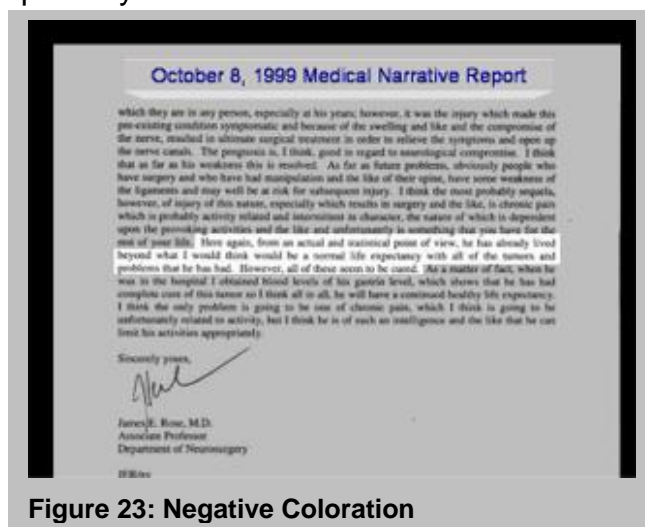 October 8, 1999 Medical Narrative Report
which they are in any person, especially at his years; however, it was the injury which made this
pre-existing condition symptomatic and because of the swelling and like and the compromise of
the nerve, resulted in ultimate surgical treatment in order to relieve the symptoms and open up
the nerve canals. The prognosis is, I think, good in regard to neurological compromise. I think
that as far as his weakness this is resolved. As far as future problems, obviously people who
have surgery and who have had manipulation and the like of their spine, have some weakness of
the ligaments and may well be at risk for subsequent injury. I think the most probably sequela,
however, of injury of this nature, especially which results in surgery and the like, is chronic pain
which is probably activity related and intermittent in character, the nature of which is dependent
upon the provoking activities and the like and unfortunately is something that you have for the
rest of your life. Here again, from an actual and statistical point of view, he has already lived
beyond what I would think would be a normal life expectancy with all of the tumors and
problems that he has had. However, all of these seem to be cured. As a matter of fact, when he
was in the hospital I obtained blood levels of his gastrin level, which shows that he has had
complete cure of this tumor so I think all in all, he will have a continued healthy life expectancy.
I think the only problem is going to be one of chronic pain, which I think is going to be
unfortunately related to activity, but I think he is of such an intelligence and the like that he can
limit his activities appropriately.
Sincerely yours,
James E. Rose, M.D.
Associate Professor
Department of Neurosurgery
Figure 23: Negative Coloration